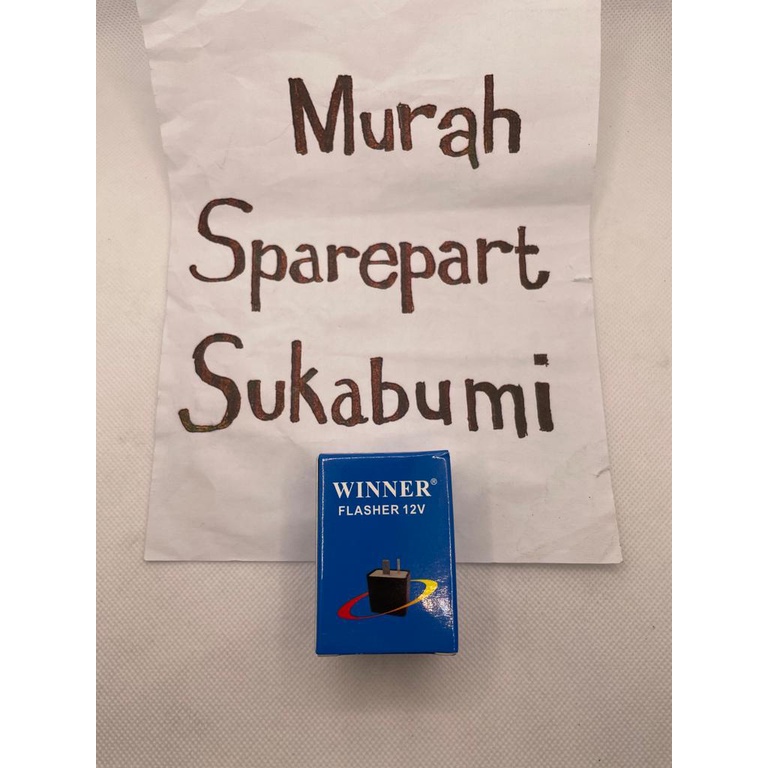 Murah
Sparepart
Sukabumi
WINNER®
FLASHER 12V